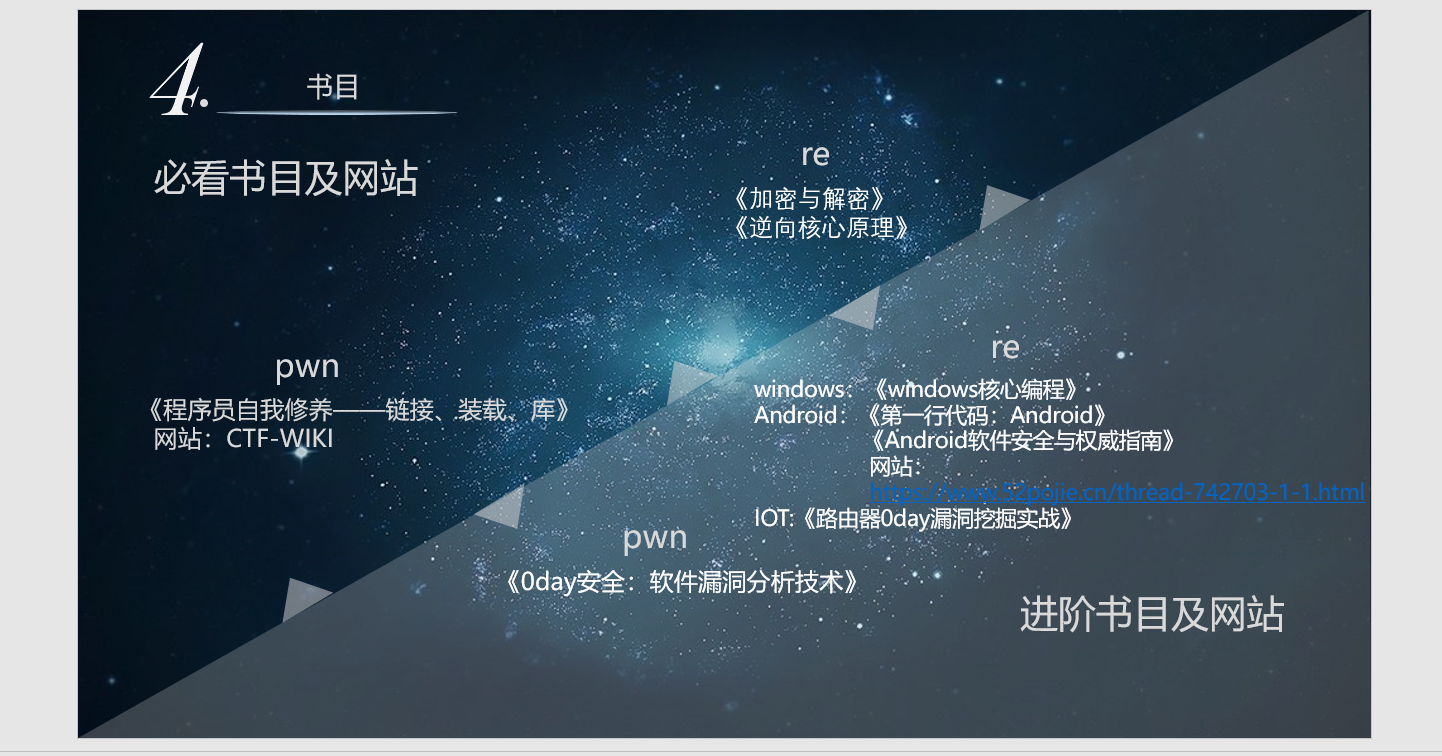 4.
书目
必看书目及网站
re
《加密与解密》
《逆向核心原理》
pwn
《程序员自我修养——链接、装载、库》
网站：CTF-WIKI
re
windows：《windows核心编程》
Android：《第一行代码：Android》
《Android软件安全与权威指南》
网站：
https://www.52pojie.cn/thread-742703-1-1.html
IOT:《路由器0day漏洞挖掘实战》
pwn
《0day安全：软件漏洞分析技术》
进阶书目及网站